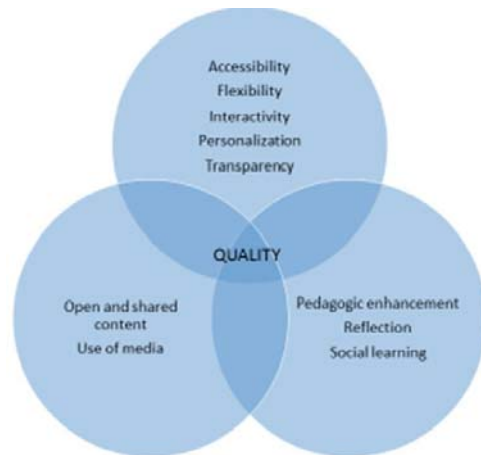 Accessibility
Flexibility
Interactivity
Personalization
Transparency
QUALITY
Open and shared
content
Use of media
Pedagogic enhancement
Reflection
Social learning